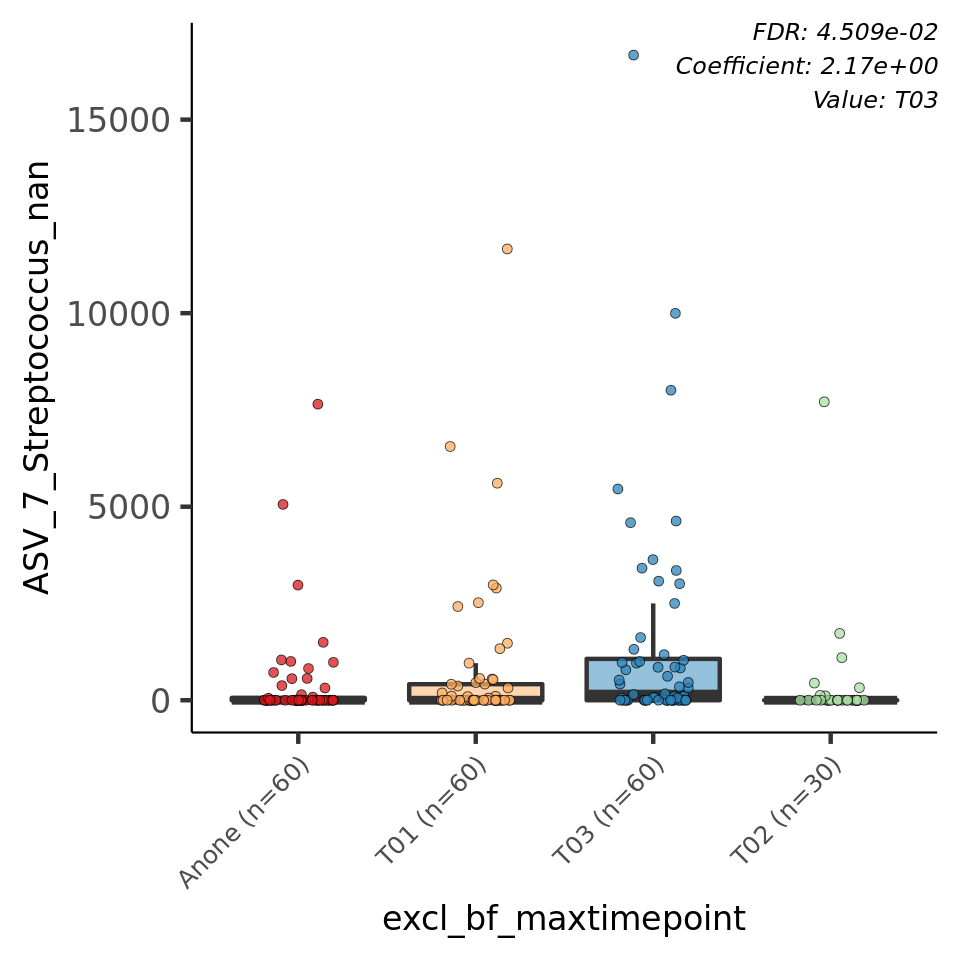 FDR: 4.509e-02
Coefficient: 2.17e+00
Value: T03
15000
10000
5000
0
ASV_7_Streptococcus_nan
Anone (n=60)
T01 (n=60)
T03 (n=60)
T02 (n=30)
excl_bf_maxtimepoint